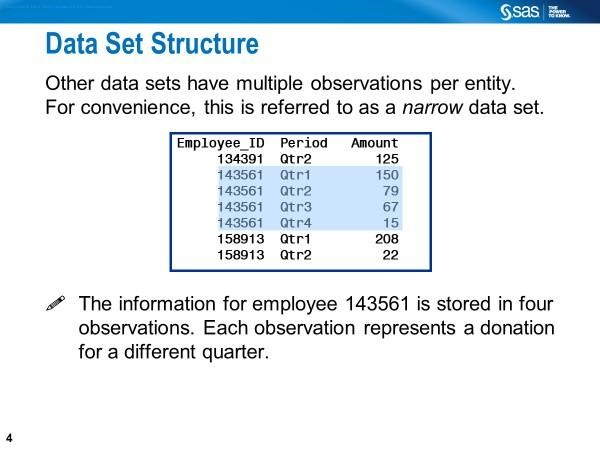 sas THE POWER TO KNOW.
Data Set Structure
Other data sets have multiple observations per entity.
For convenience, this is referred to as a narrow data set.
Employee_ID Period Amount
134391 Qtr2 125
143561 Qtr1 150
143561 Qtr2 79
143561 Qtr3 67
143561 Qtr4 15
158913 Qtr1 208
158913 Qtr2 22
The information for employee 143561 is stored in four
observations. Each observation represents a donation
for a different quarter.
4